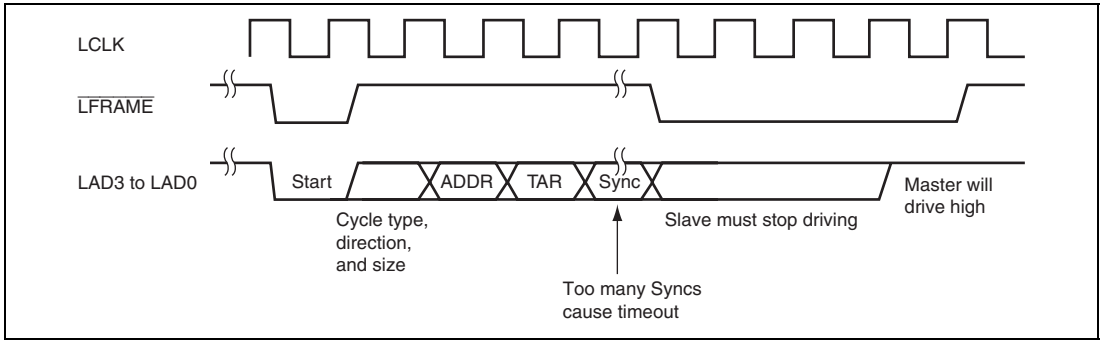 LCLK
LFRAME
LAD3 to LAD0
Start
ADDR
TAR
Sync
Cycle type,
direction,
and size
Slave must stop driving
Master will
drive high
Too many Syncs
cause timeout